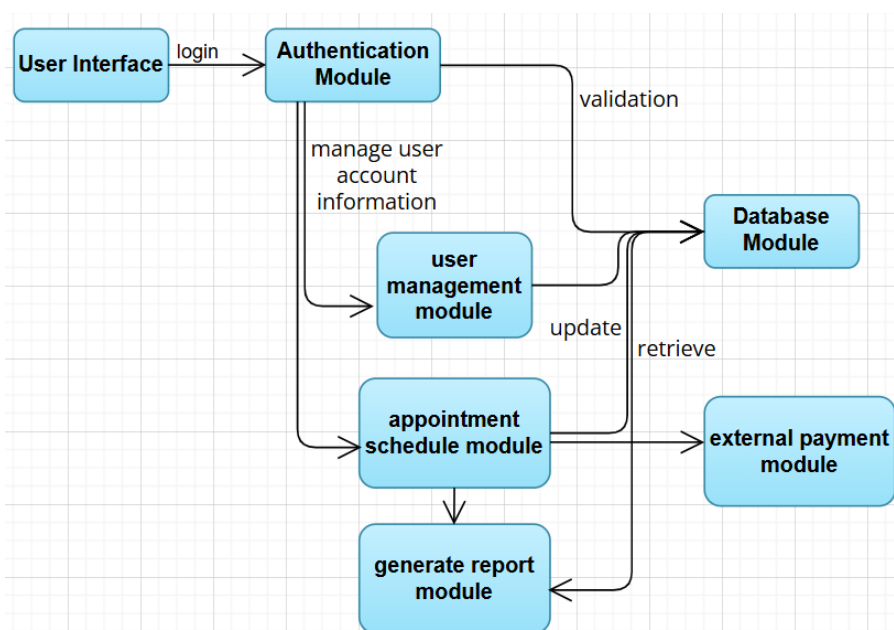 User Interface
login
Authentication
Module
validation
manage user
account
information
Database
Module
user
management
module
update
retrieve
appointment
schedule module
external payment
module
generate report
module